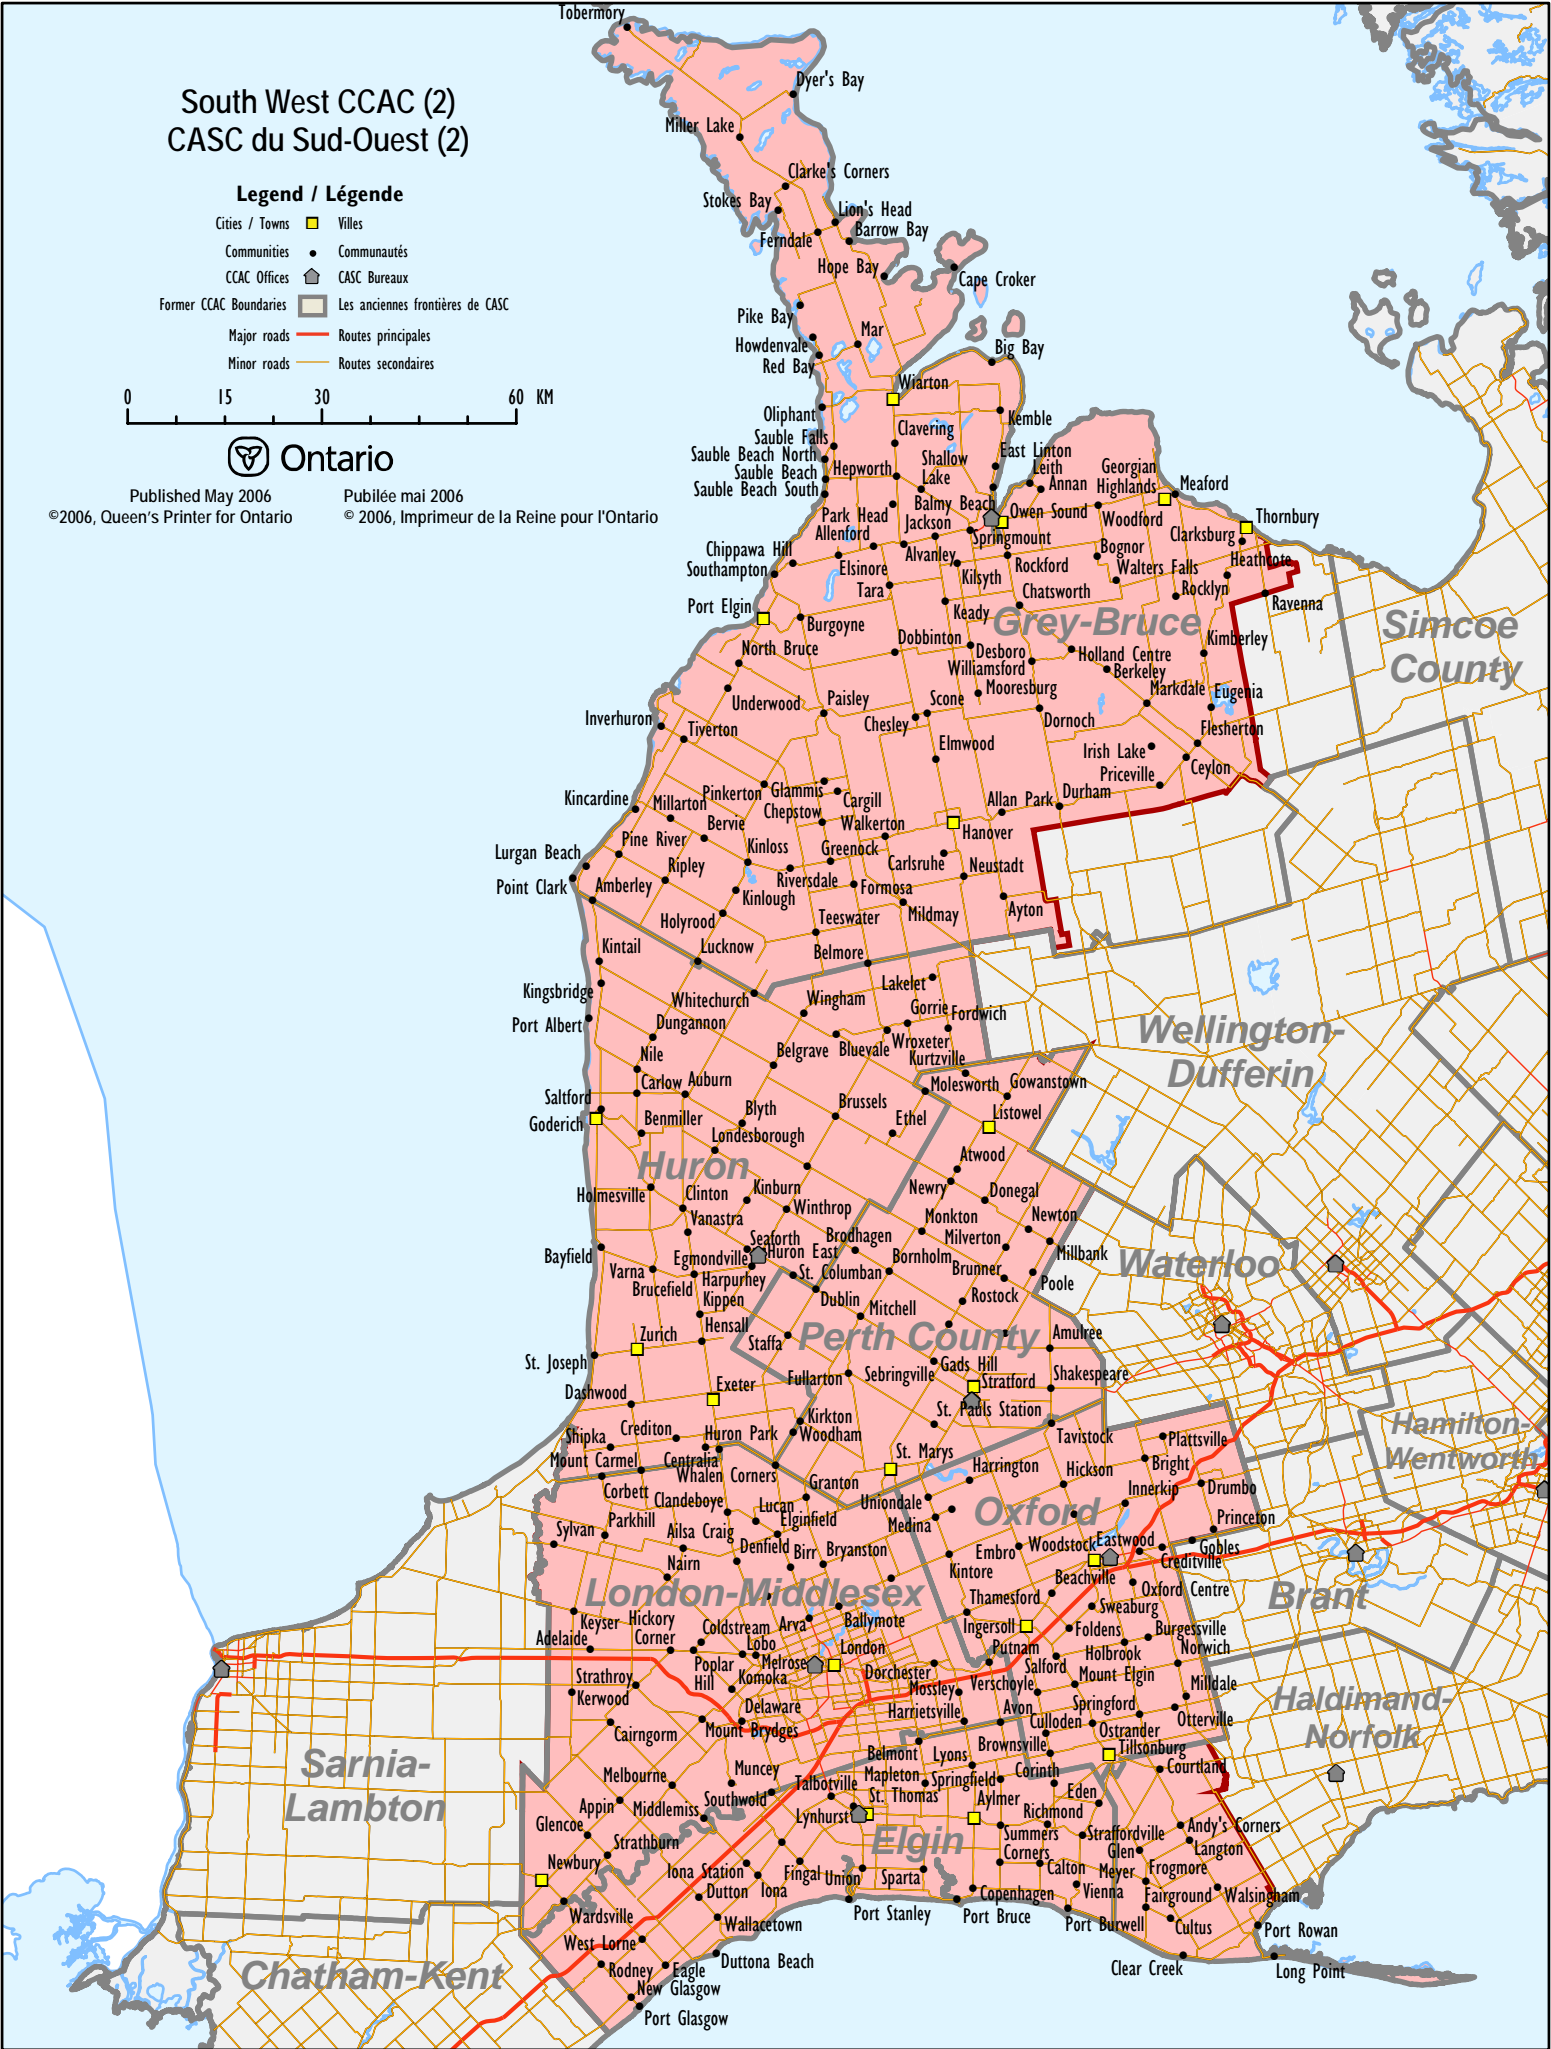 South West CCAC (2)
CASC du Sud-Ouest (2)
Legend / Légende
Cities / Towns Villes
Communities Communautés
CCAC Offices CASC Bureaux
Former CCAC Boundaries Les anciennes frontières de CASC
Major roads Routes principales
Minor roads Routes secondaires
0 15 30 60 KM
Ontario
Published May 2006 Pubilée mai 2006
©2006, Queen's Printer for Ontario © 2006, Imprimeur de la Reine pour l'Ontario
Tobermory
Dyer's Bay
Miller Lake
Clarke's Corners
Stokes Bay
Lion's Head
Ferndale
Barrow Bay
Hope Bay
Cape Croker
Pike Bay
Mar
Howdenvale
Red Bay
Big Bay
Wiarton
Oliphant
Kemble
Clavering
Sauble Falls
Sauble Beach North
Sauble Beach
Sauble Beach South
Hepworth
Shallow
Lake
East Linton
Leith
Annan
Georgian
Highlands
Meaford
Balmy Beach
Owen Sound
Woodford
Thornbury
Park Head
Jackson
Springmount
Clarksburg
Allenford
Alvanley
Chippawa Hill
Southampton
Elsinore
Kilsyth
Rockford
Bognor
Walters Falls
Heathcote
Tara
Chatsworth
Rocklyn
Ravenna
Port Elgin
Burgoyne
Keady
Grey-Bruce
Simcoe
County
North Bruce
Dobbinton
Desboro
Williamsford
Holland Centre
Berkeley
Kimberley
Underwood
Paisley
Scone
Mooresburg
Markdale
Eugenia
Inverhuron
Tiverton
Chesley
Dornoch
Flesherton
Elmwood
Irish Lake
Priceville
Ceylon
Kincardine
Millarton
Pinkerton
Glammis
Cargill
Chepstow
Allan Park
Durham
Bervie
Walkerton
Hanover
Pine River
Lurgan Beach
Kinloss
Greenock
Carlsruhe
Neustadt
Ripley
Point Clark
Amberley
Riversdale
Formosa
Kinlough
Mildmay
Ayton
Holyrood
Teeswater
Kintail
Lucknow
Belmore
Kingsbridge
Whitechurch
Wingham
Lakelet
Gorrie
Fordwich
Port Albert
Dungannon
Bluevale
Wroxeter
Kurtzville
Wellington-
Dufferin
Nile
Belgrave
Molesworth
Gowanstown
Carlow
Auburn
Saltford
Goderich
Benmiller
Blyth
Brussels
Ethel
Listowel
Londesborough
Huron
Atwood
Holmesville
Clinton
Kinburn
Newry
Donegal
Winthrop
Vanastra
Monkton
Newton
Seaforth
Brodhagen
Milverton
Bayfield
Egmondville
Huron East
Bornholm
Millbank
Waterloo
Varna
Harpurhey
St. Columban
Brunner
Poole
Brucefield
Kippen
Dublin
Rostock
Mitchell
Zurich
Hensall
Staffa
Perth County
Amulree
St. Joseph
Gads Hill
Fullarton
Sebringville
Stratford
Shakespeare
Dashwood
Exeter
St. Pauls Station
Shipka
Crediton
Huron Park
Kirkton
Woodham
Tavistock
Plattsville
Hamilton-
Wentworth
Mount Carmel
Centralia
Whalen Corners
St. Marys
Harrington
Hickson
Bright
Corbett
Clandeboye
Granton
Uniondale
Innerkip
Drumbo
Lucan
Medina
Oxford
Princeton
Sylvan
Parkhill
Ailsa Craig
Elginfield
Denfield
Birr
Bryanston
Embro
Woodstock
Eastwood
Gobles
Creditville
Nairn
Kintore
Beachville
Oxford Centre
London-Middlesex
Brant
Keyser
Hickory
Corner
Coldstream
Arva
Ballymote
Thamesford
Sweaburg
Adelaide
Lobo
London
Ingersoll
Foldens
Burgessville
Melrose
Putnam
Holbrook
Norwich
Poplar
Hill
Komoka
Dorchester
Salford
Strathroy
Kerwood
Mossley
Verschoyle
Mount Elgin
Milldale
Haldimand-
Norfolk
Delaware
Harrietsville
Avon
Springford
Otterville
Cairngorm
Mount Brydges
Culloden
Ostrander
Sarnia-
Lambton
Belmont
Lyons
Brownsville
Tillsonburg
Courtland
Melbourne
Muncey
Talbotville
Mapleton
Springfield
Corinth
Eden
Appin
Middlemiss
Southwold
St. Thomas
Aylmer
Richmond
Lynhurst
Glencoe
Elgin
Summers
Corners
Straffordville
Andy's Corners
Strathburn
Glen
Meyer
Langton
Newbury
Iona Station
Fingal
Union
Sparta
Calton
Frogmore
Dutton
Iona
Vienna
Fairground
Walsingham
Wardsville
Copenhagen
Wallacetown
Port Stanley
Port Bruce
Port Burwell
Cultus
Port Rowan
West Lorne
Duttona Beach
Clear Creek
Long Point
Chatham-Kent
Rodney
Eagle
New Glasgow
Port Glasgow